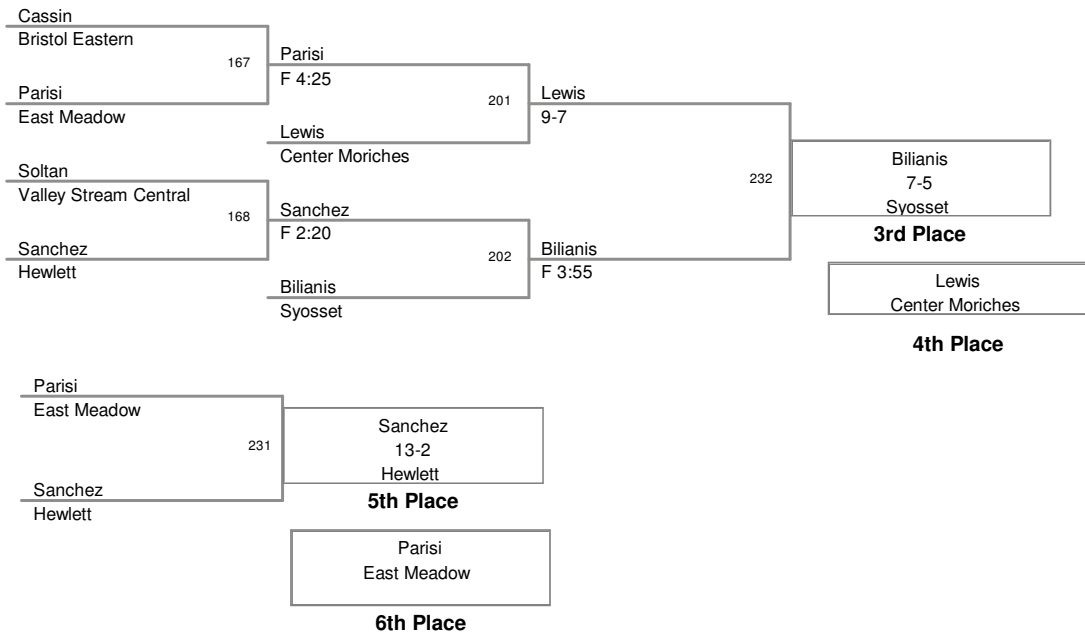 Cassin
Bristol Eastern
167
Parisi
F 4:25
Parisi
East Meadow
201
Lewis
9-7
Lewis
Center Moriches
Soltan
Valley Stream Central
168
Sanchez
F 2:20
Sanchez
Hewlett
202
Bilianis
F 3:55
Bilianis
Syosset
232
Bilianis
7-5
Syosset
3rd Place
Lewis
Center Moriches
4th Place
Parisi
East Meadow
231
Sanchez
Hewlett
Sanchez
13-2
Hewlett
5th Place
Parisi
East Meadow
6th Place